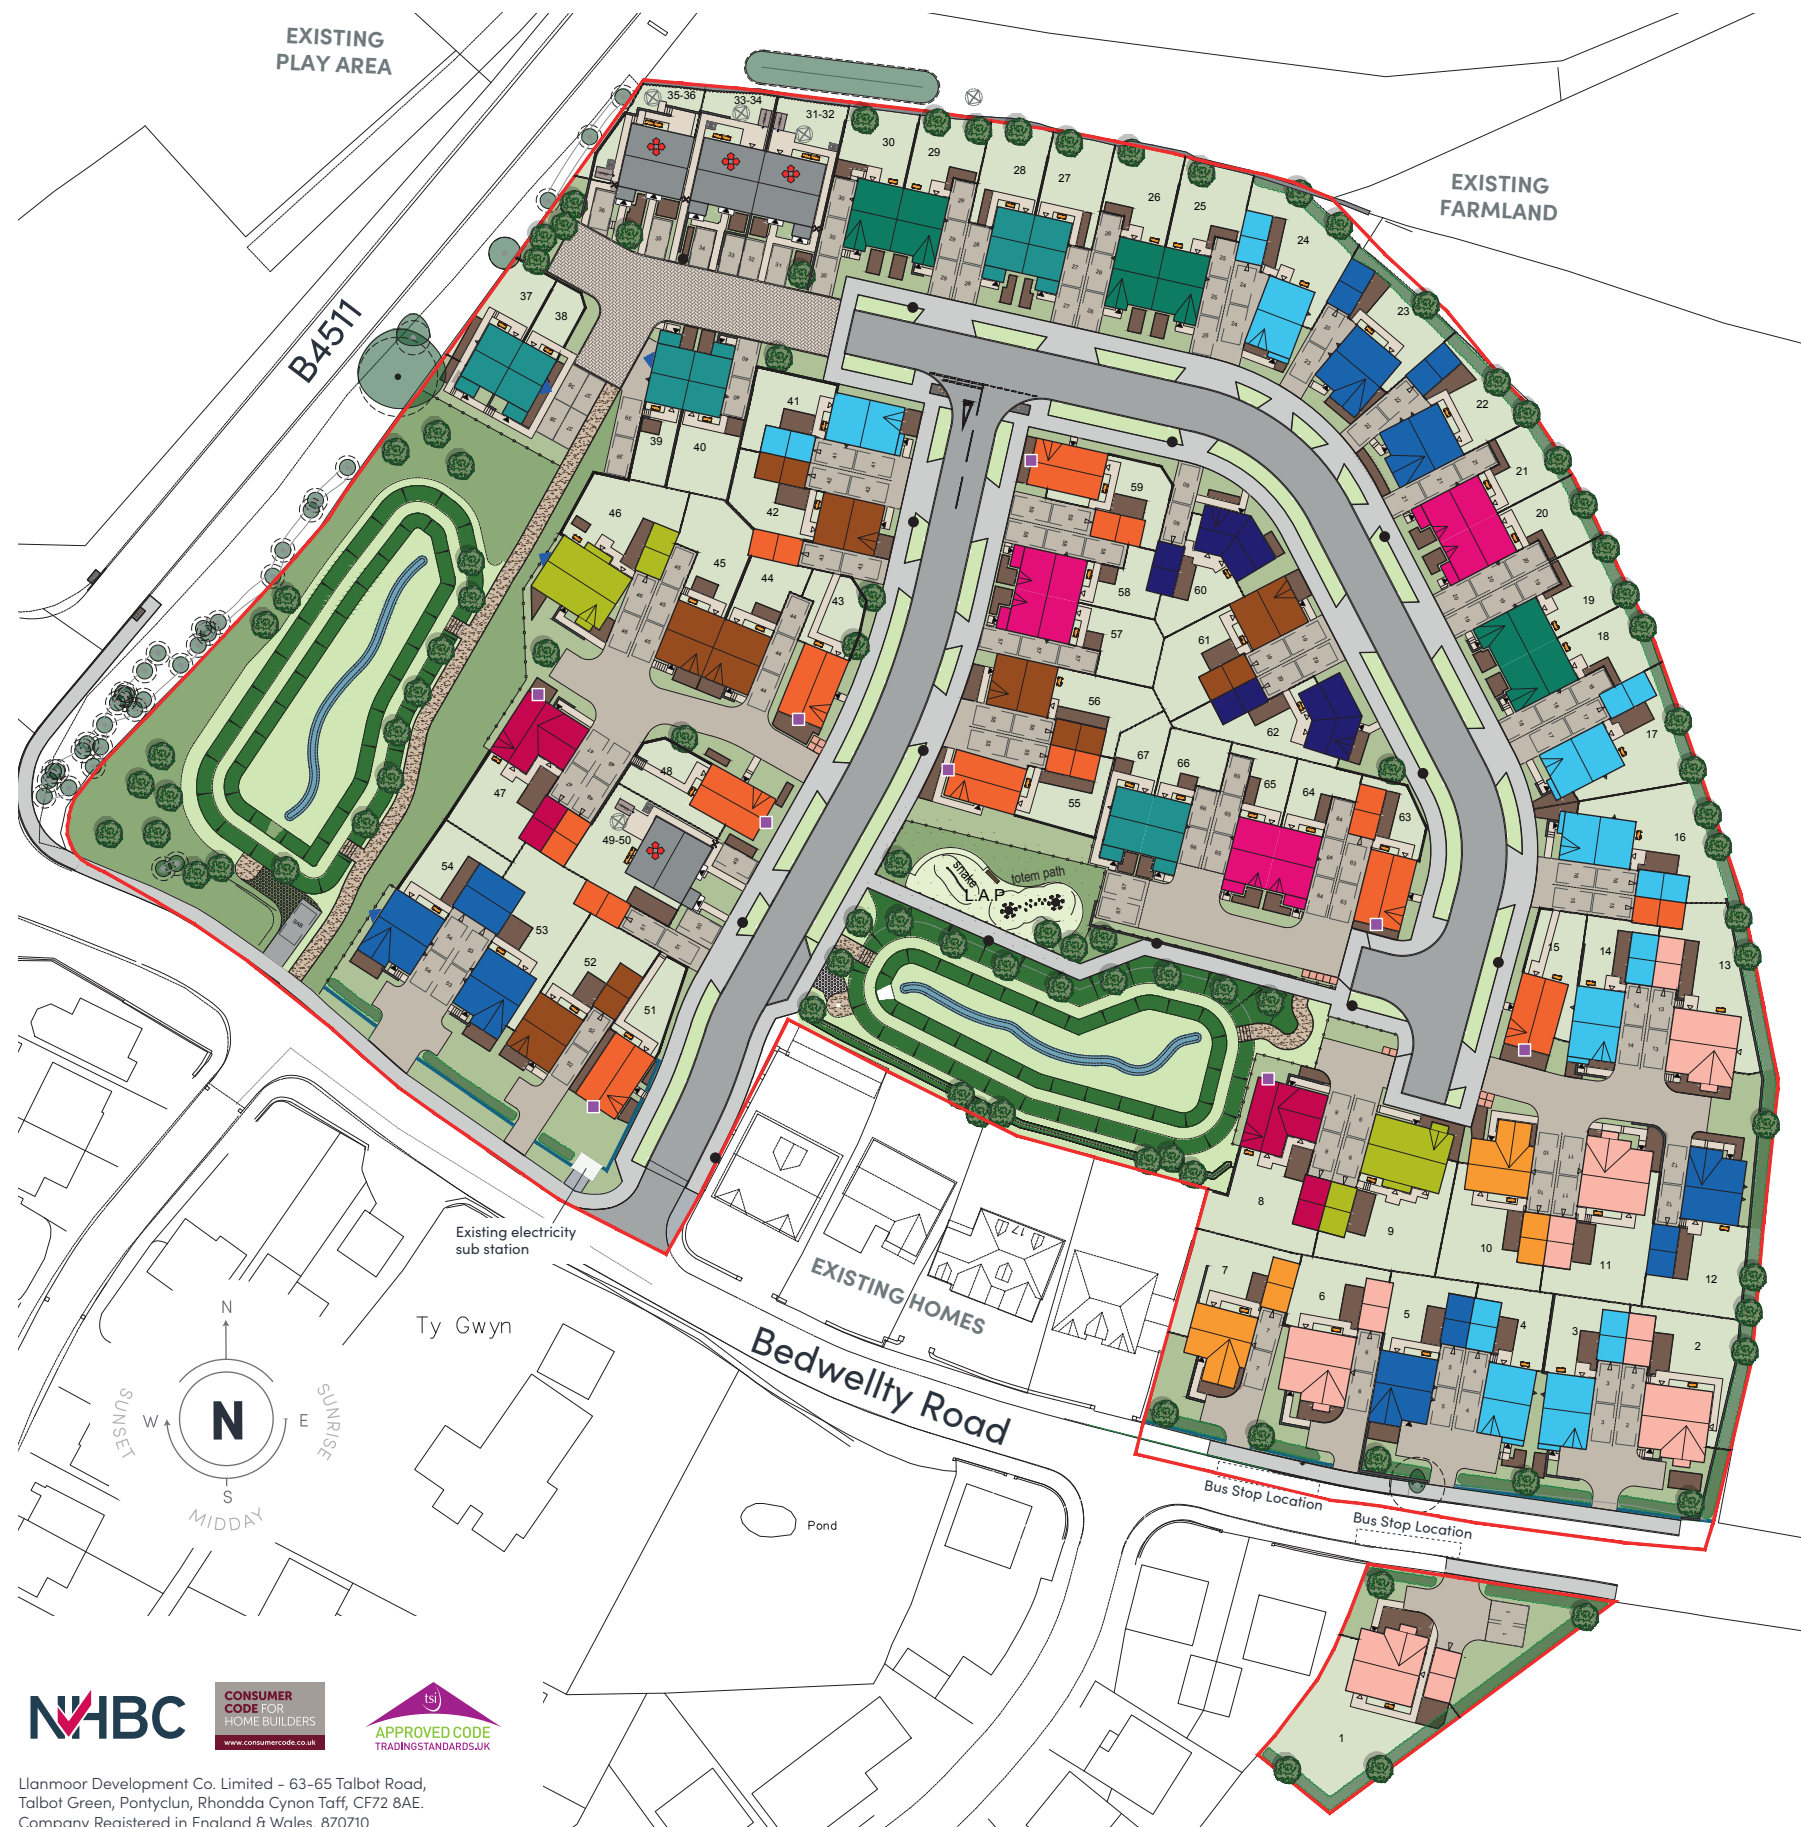 EXISTING
PLAY AREA
B4511
35-36
33-34
31-32
30
29
28
27
26
25
24
EXISTING
FARMLAND
23
22
21
20
19
18
17
16
15
14
13
37
38
39
40
41
42
43
44
45
46
47
48
49-50
51
52
53
54
55
56
57
58
59
60
61
62
63
64
65
66
67
snake
totem path
L.A.P
8
9
10
11
12
7
6
5
4
3
2
1
Existing electricity
sub station
EXISTING HOMES
Bedwellty Road
Ty Gwyn
Pond
Bus Stop Location
Bus Stop Location
N
N
W
E
S
SUNSET
SUNRISE
MIDDAY
NHBC
CONSUMER
CODE FOR
HOME BUILDERS
www.consumercode.co.uk
tsi
APPROVED CODE
TRADINGSTANDARDS.UK
Llanmoor Development Co. Limited - 63-65 Talbot Road,
Talbot Green, Pontyclun, Rhondda Cynon Taff, CF72 8AE.
Company Registered in England & Wales. 870710